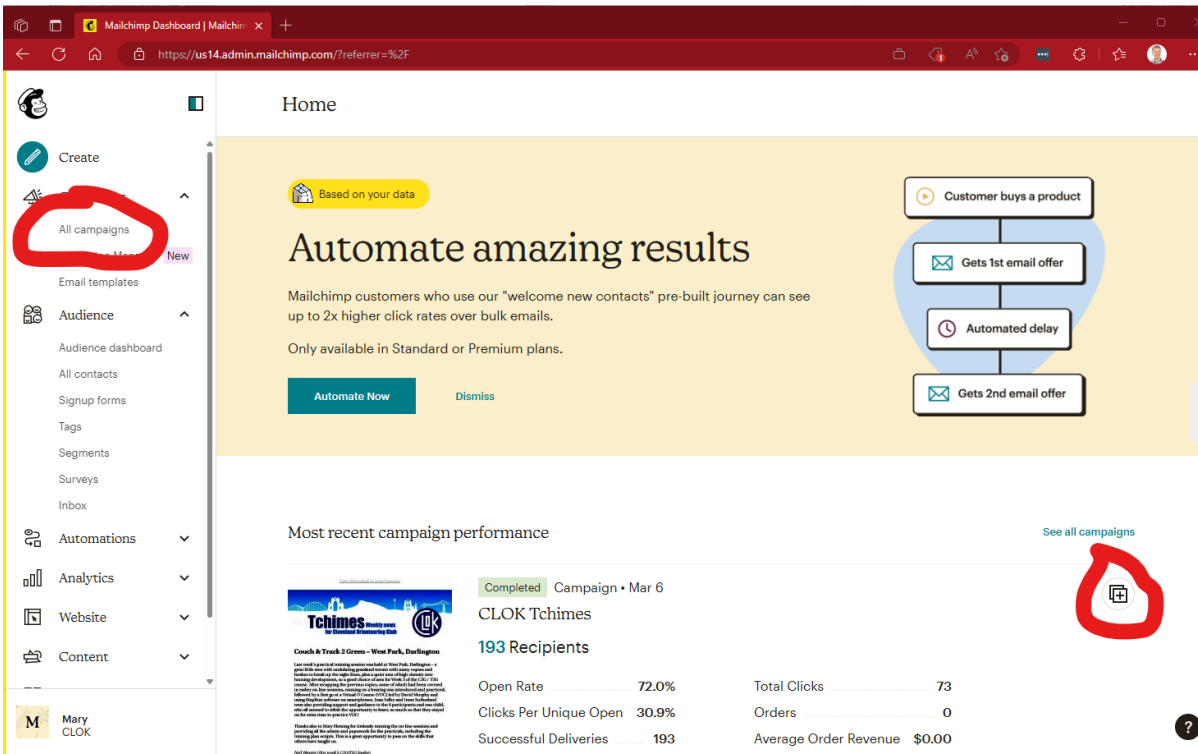 Mailchimp Dashboard | Mailchim
https://us14.admin.mailchimp.com/?referrer=%2F
Home
Create
All campaigns
New
Email templates
Audience
Audience dashboard
All contacts
Signup forms
Tags
Segments
Surveys
Inbox
Automations
Analytics
Website
Content
M
Mary
CLOK
Based on your data
Automate amazing results
Mailchimp customers who use our "welcome new contacts" pre-built journey can see
up to 2x higher click rates over bulk emails.
Only available in Standard or Premium plans.
Automate Now
Dismiss
Customer buys a product
Gets 1st email offer
Automated delay
Gets 2nd email offer
Most recent campaign performance
See all campaigns
Tchimes Weekly news
for Cleveland Orienteering Klub
CLOK
Couch & Track 2 Green – West Park, Darlington
Completed Campaign • Mar 6
CLOK Tchimes
193 Recipients
Open Rate 72.0%
Clicks Per Unique Open 30.9%
Successful Deliveries 193
Total Clicks 73
Orders 0
Average Order Revenue $0.00
?